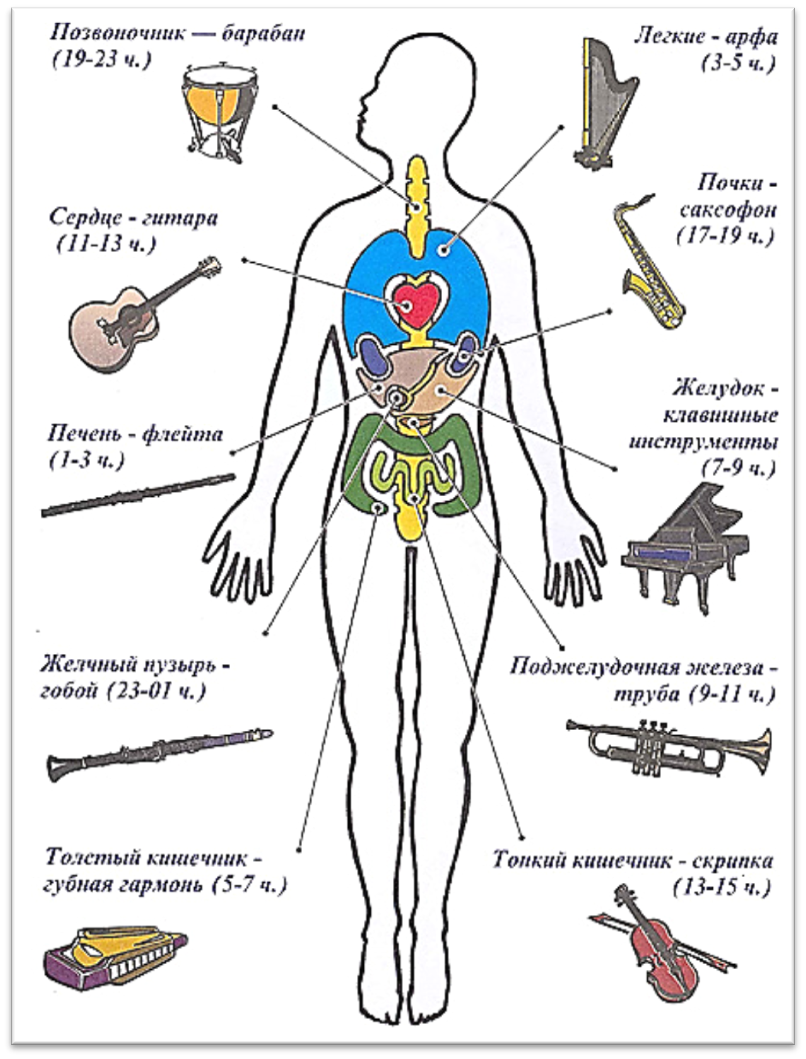 Позвоночник — барабан
(19-23 ч.)
Легкие - арфа
(3-5 ч.)
Почки -
саксофон
(17-19 ч.)
Сердце - гитара
(11-13 ч.)
Желудок -
клавишные
инструменты
(7-9 ч.)
Печень - флейта
(1-3 ч.)
Желчный пузырь -
гобой (23-01 ч.)
Поджелудочная железа -
труба (9-11 ч.)
Толстый кишечник -
губная гармонь (5-7 ч.)
Тонкий кишечник - скрипка
(13-15 ч.)